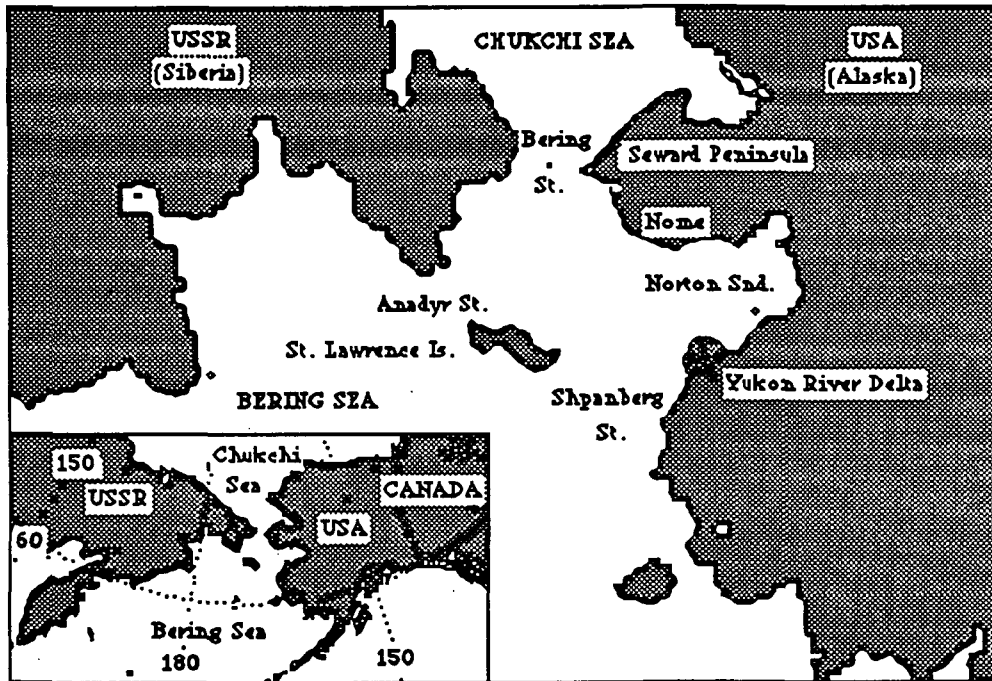 USSR
(Siberia)
CHUKCHI SEA
USA
(Alaska)
Bering
St.
Seward Peninsula
Nome
Norton Snd.
Anadyr St.
St. Lawrence Is.
BERING SEA
Shpanberg
St.
Yukon River Delta
Chukchi
Sea
150
USSR
CANADA
USA
60
Bering Sea
180
150